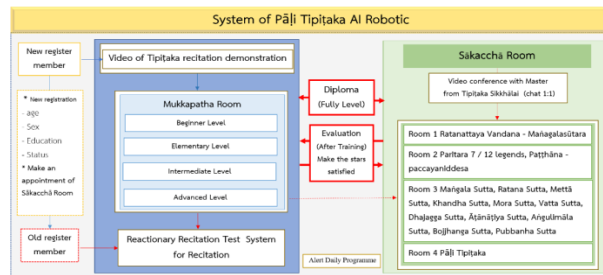 System of Pāḷi Tipiṭaka AI Robotic
New register
member
* New registration
- age
- Sex
- Education
- Status
* Make an
appointment of
Sākacchā Room
Old register
member
Video of Tipiṭaka recitation demonstration
Mukkapatha Room
Beginner Level
Elementary Level
Intermediate Level
Advanced Level
Reactionary Recitation Test System
for Recitation
Diploma
(Fully Level)
Evaluation
(After Training)
Make the stars
satisfied
Alert Daily Programme
Sākacchā Room
Video conference with Master
from Tipiṭaka Sikkhālai (chat 1:1)
Room 1 Ratanattaya Vandana - Maṅgalasūtara
Room 2 Parītara 7 / 12 legends, Paṭṭhāna -
paccayaniddesa
Room 3 Maṅgala Sutta, Ratana Sutta, Mettā
Sutta, Khandha Sutta, Mora Sutta, Vatta Sutta,
Dhajagga Sutta, Āṭānāṭiya Sutta, Aṅgulimāla
Sutta, Bojjhaṅga Sutta, Pubbanha Sutta
Room 4 Pāḷi Tipiṭaka